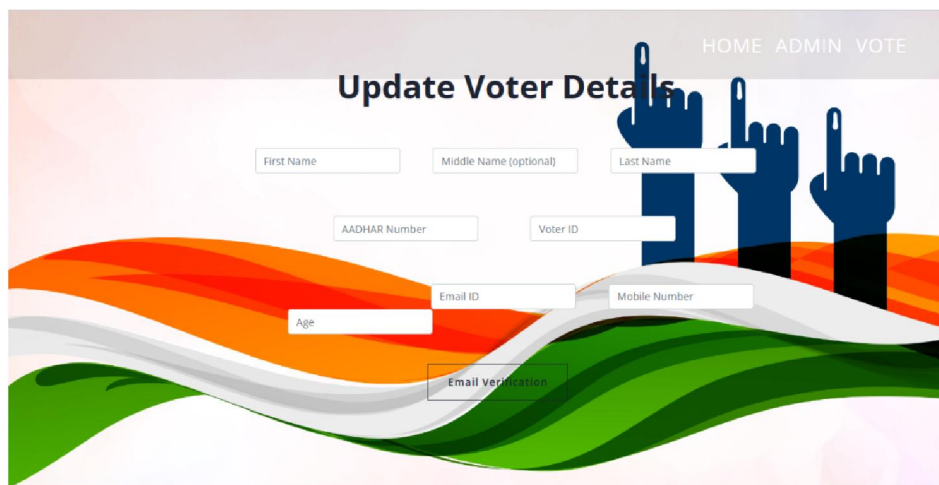 HOME ADMIN VOTE
Update Voter Details
First Name Middle Name (optional) Last Name
AADHAR Number Voter ID
Email ID Mobile Number
Age
Email Verification